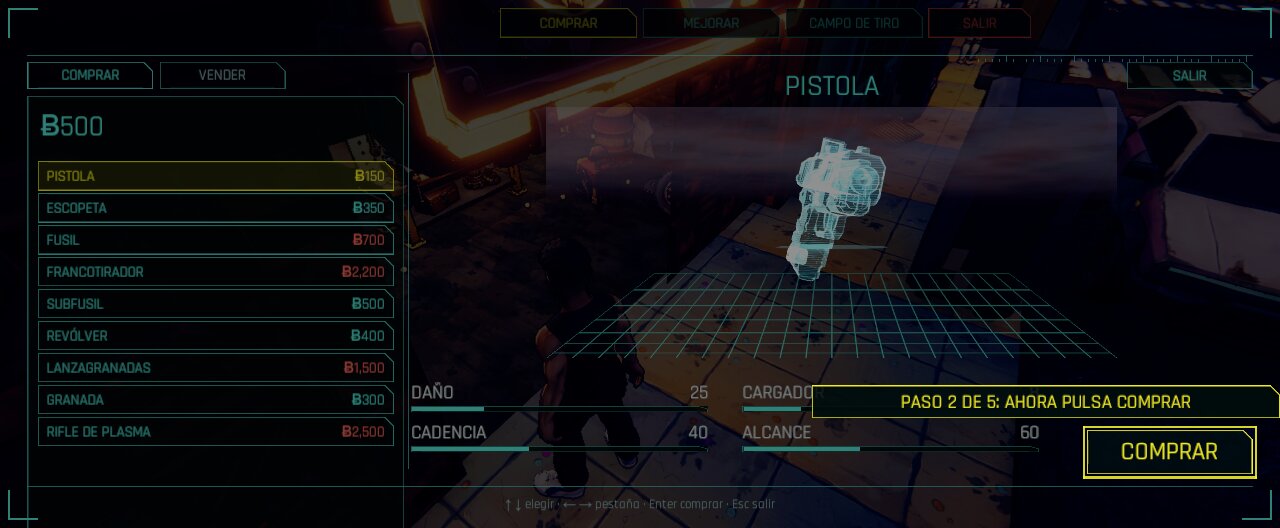 COMPRAR
MEJORAR
CAMPO DE TIRO
SALIR
COMPRAR
VENDER
SALIR
PISTOLA
Ƀ500
PISTOLA Ƀ150
ESCOPETA Ƀ350
FUSIL Ƀ700
FRANCOTIRADOR Ƀ2,200
SUBFUSIL Ƀ500
REVÓLVER Ƀ400
LANZAGRANADAS Ƀ1,500
GRANADA Ƀ300
RIFLE DE PLASMA Ƀ2,500
DAÑO 25
CARGADOR
CADENCIA 40
ALCANCE 60
PASO 2 DE 5: AHORA PULSA COMPRAR
COMPRAR
↑ ↓ elegir · ← → pestaña · Enter comprar · Esc salir